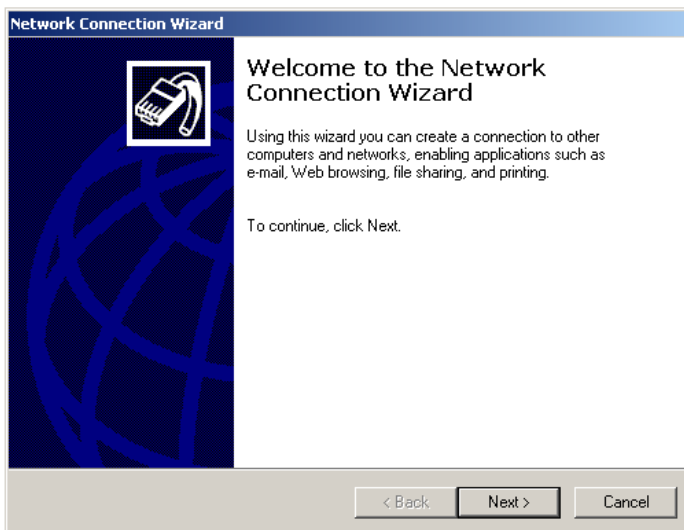 Network Connection Wizard
Welcome to the Network
Connection Wizard
Using this wizard you can create a connection to other
computers and networks, enabling applications such as
e-mail, Web browsing, file sharing, and printing.
To continue, click Next.
< Back
Next >
Cancel